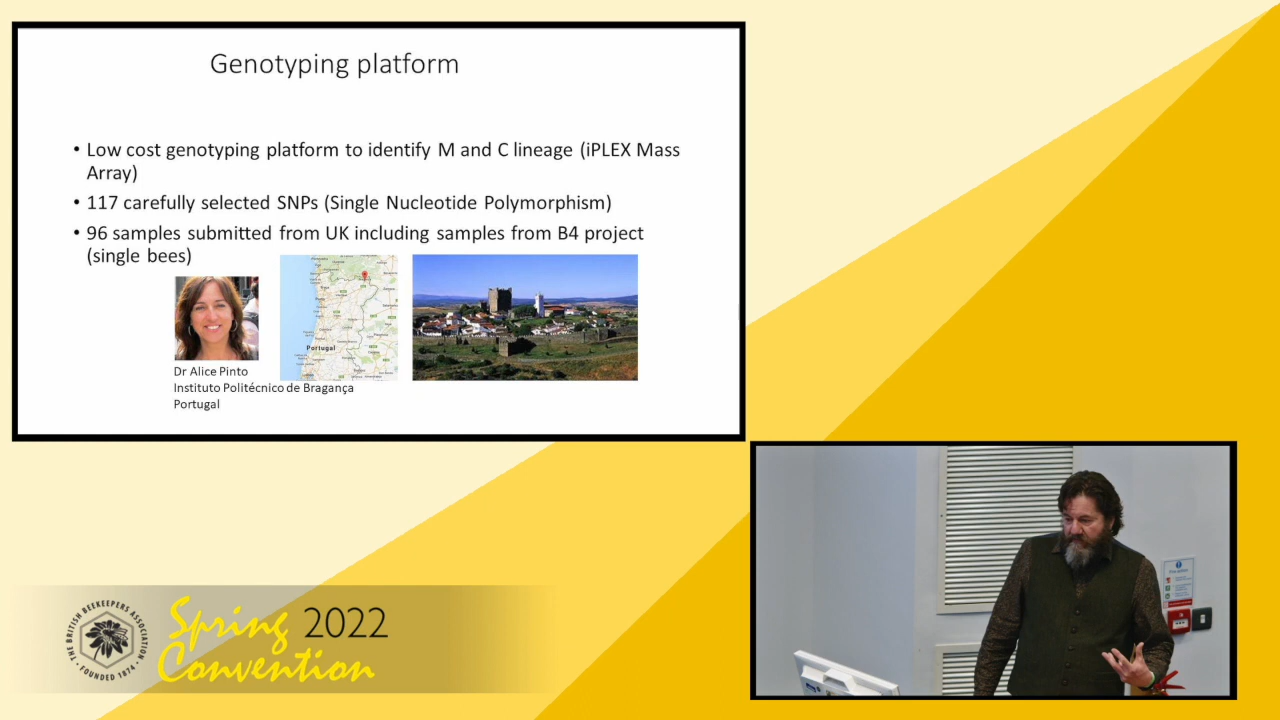 Genotyping platform
• Low cost genotyping platform to identify M and C lineage (iPLEX Mass
Array)
• 117 carefully selected SNPs (Single Nucleotide Polymorphism)
• 96 samples submitted from UK including samples from B4 project
(single bees)
Portugal
Dr Alice Pinto
Instituto Politécnico de Bragança
Portugal
THE BRITISH BEEKEEPERS ASSOCIATION
• FOUNDED 1874 •
Spring 2022
Convention